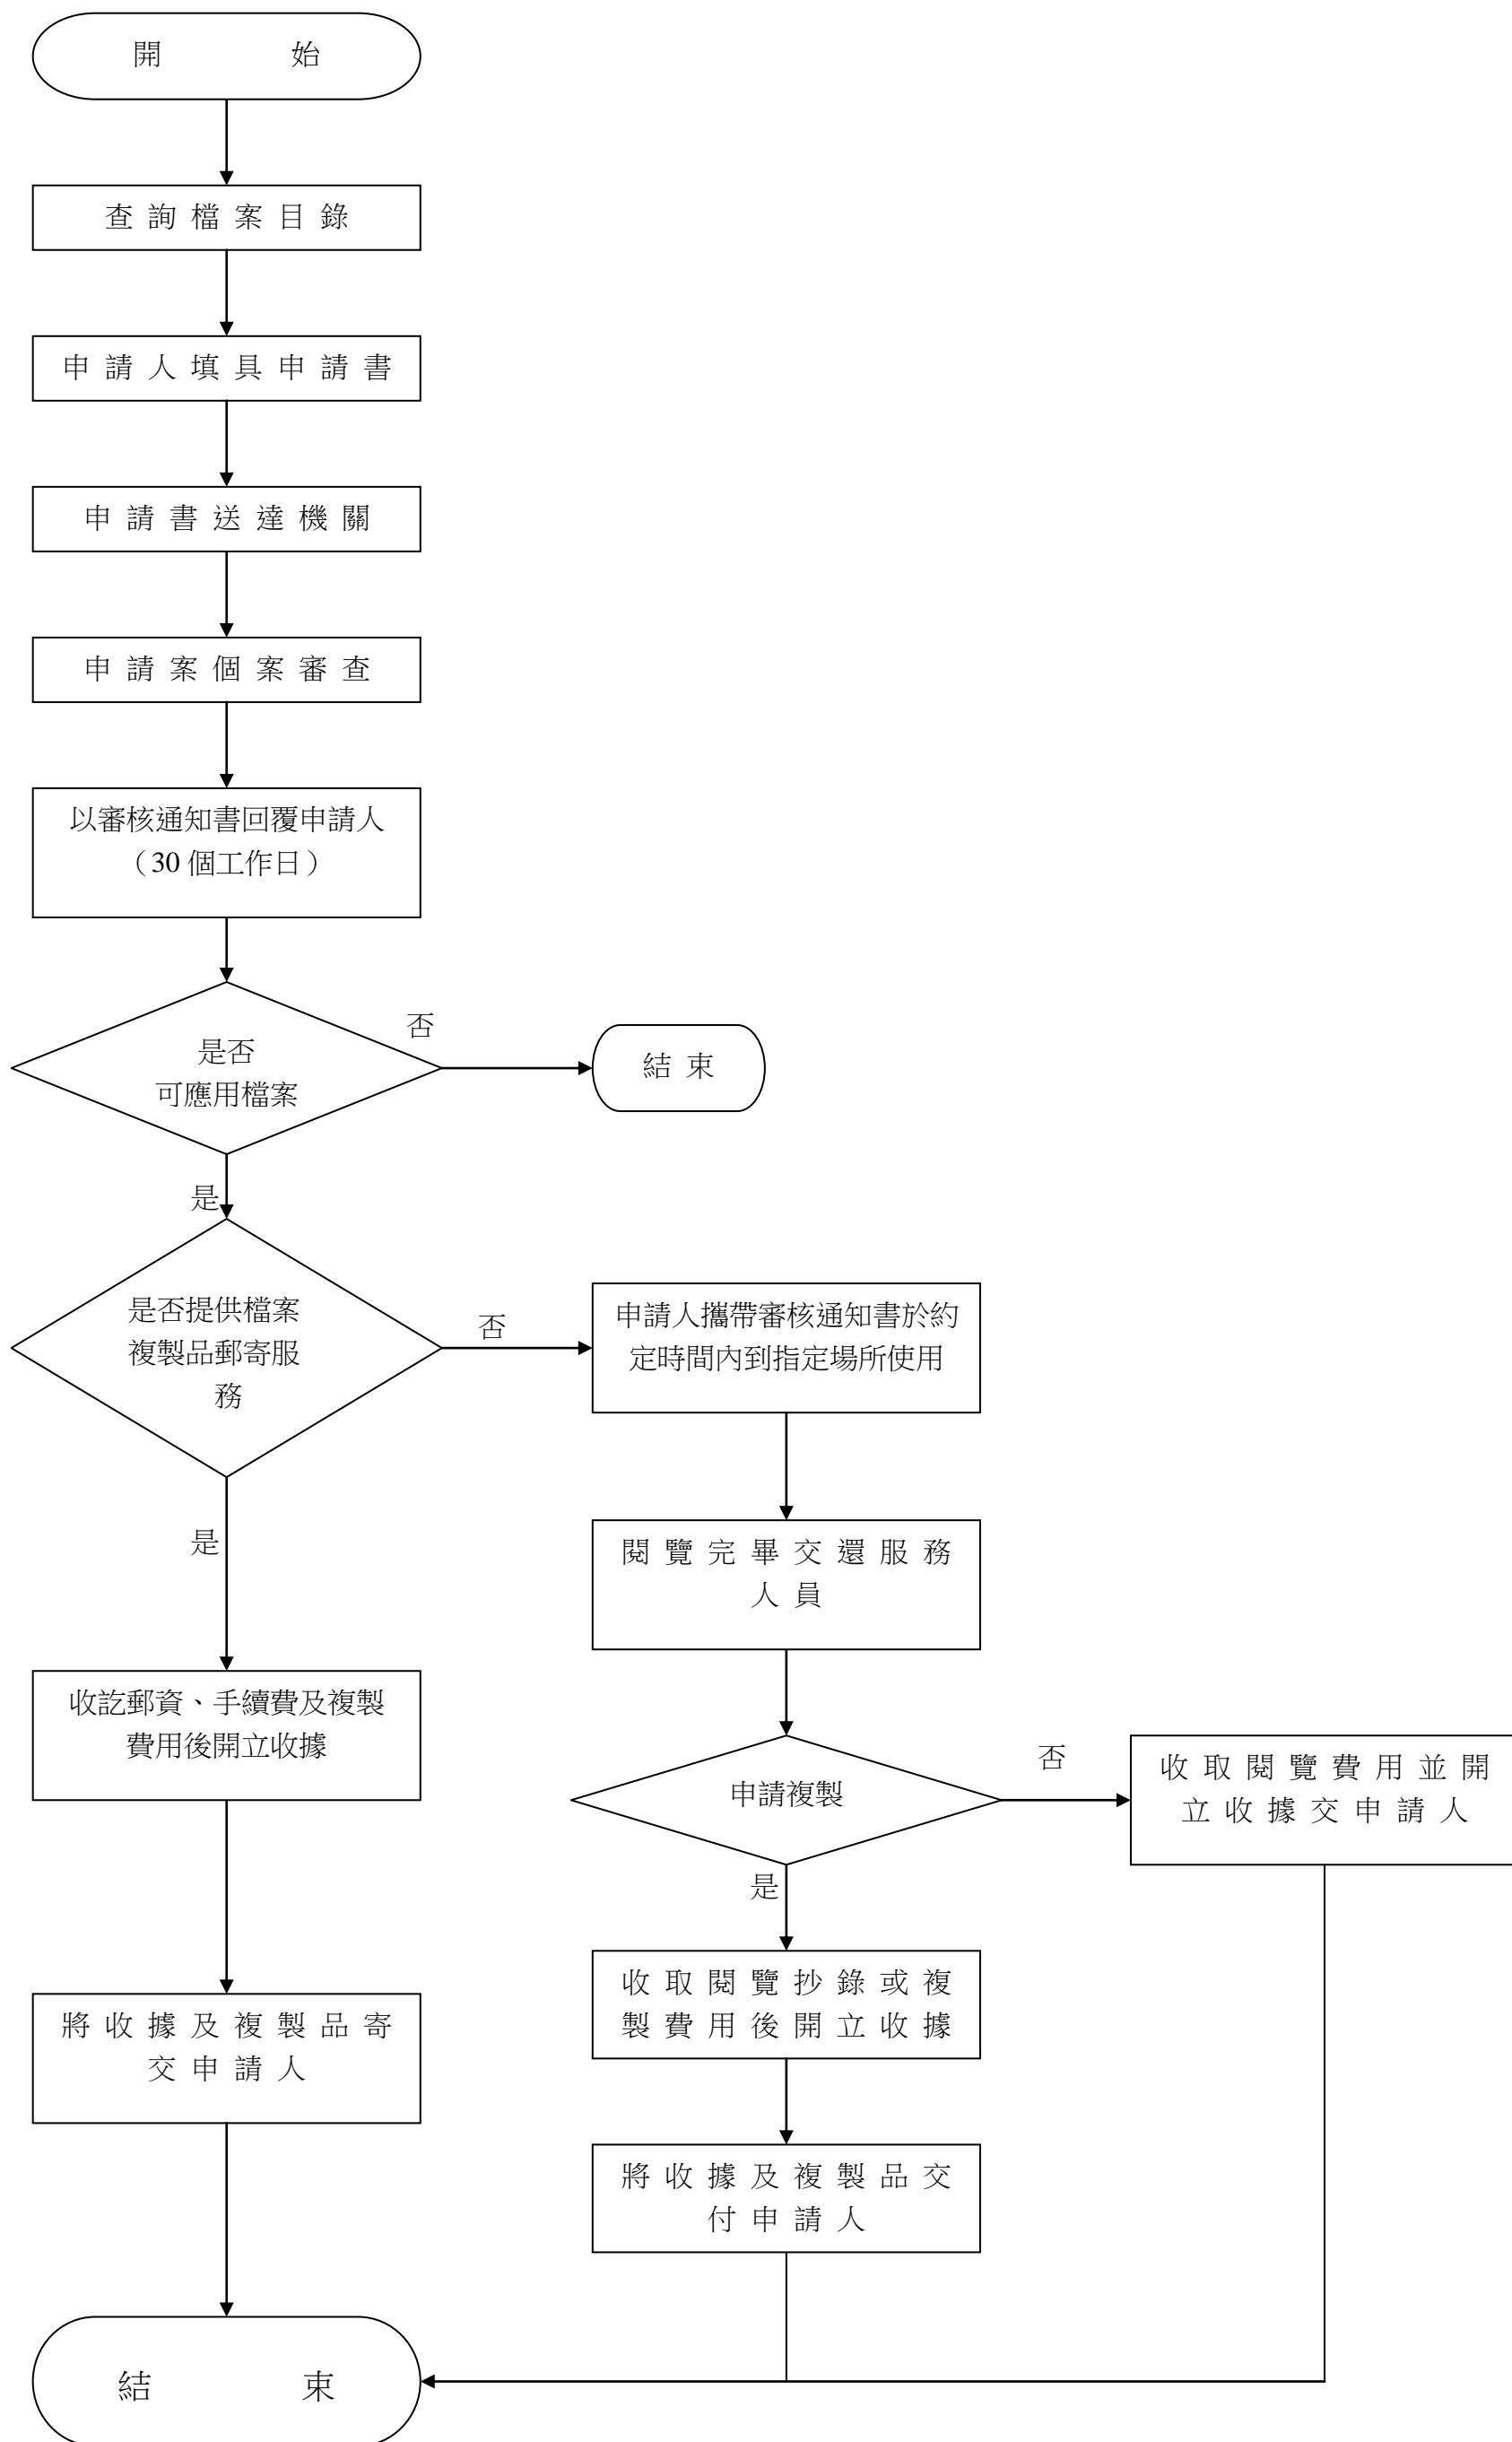 開始
查詢檔案目錄
申請人填具申請書
申請書送達機關
申請案個案審查
以審核通知書回覆申請人
（30 個工作日）
是否
可應用檔案
否
結束
是
是否提供檔案
複製品郵寄服
務
否
申請人攜帶審核通知書於約
定時間內到指定場所使用
是
閱覽完畢交還服務
人員
收訖郵資、手續費及複製
費用後開立收據
申請複製
否
收取閱覽費用並開
立收據交申請人
是
收取閱覽抄錄或複
製費用後開立收據
將收據及複製品寄
交申請人
將收據及複製品交
付申請人
結束